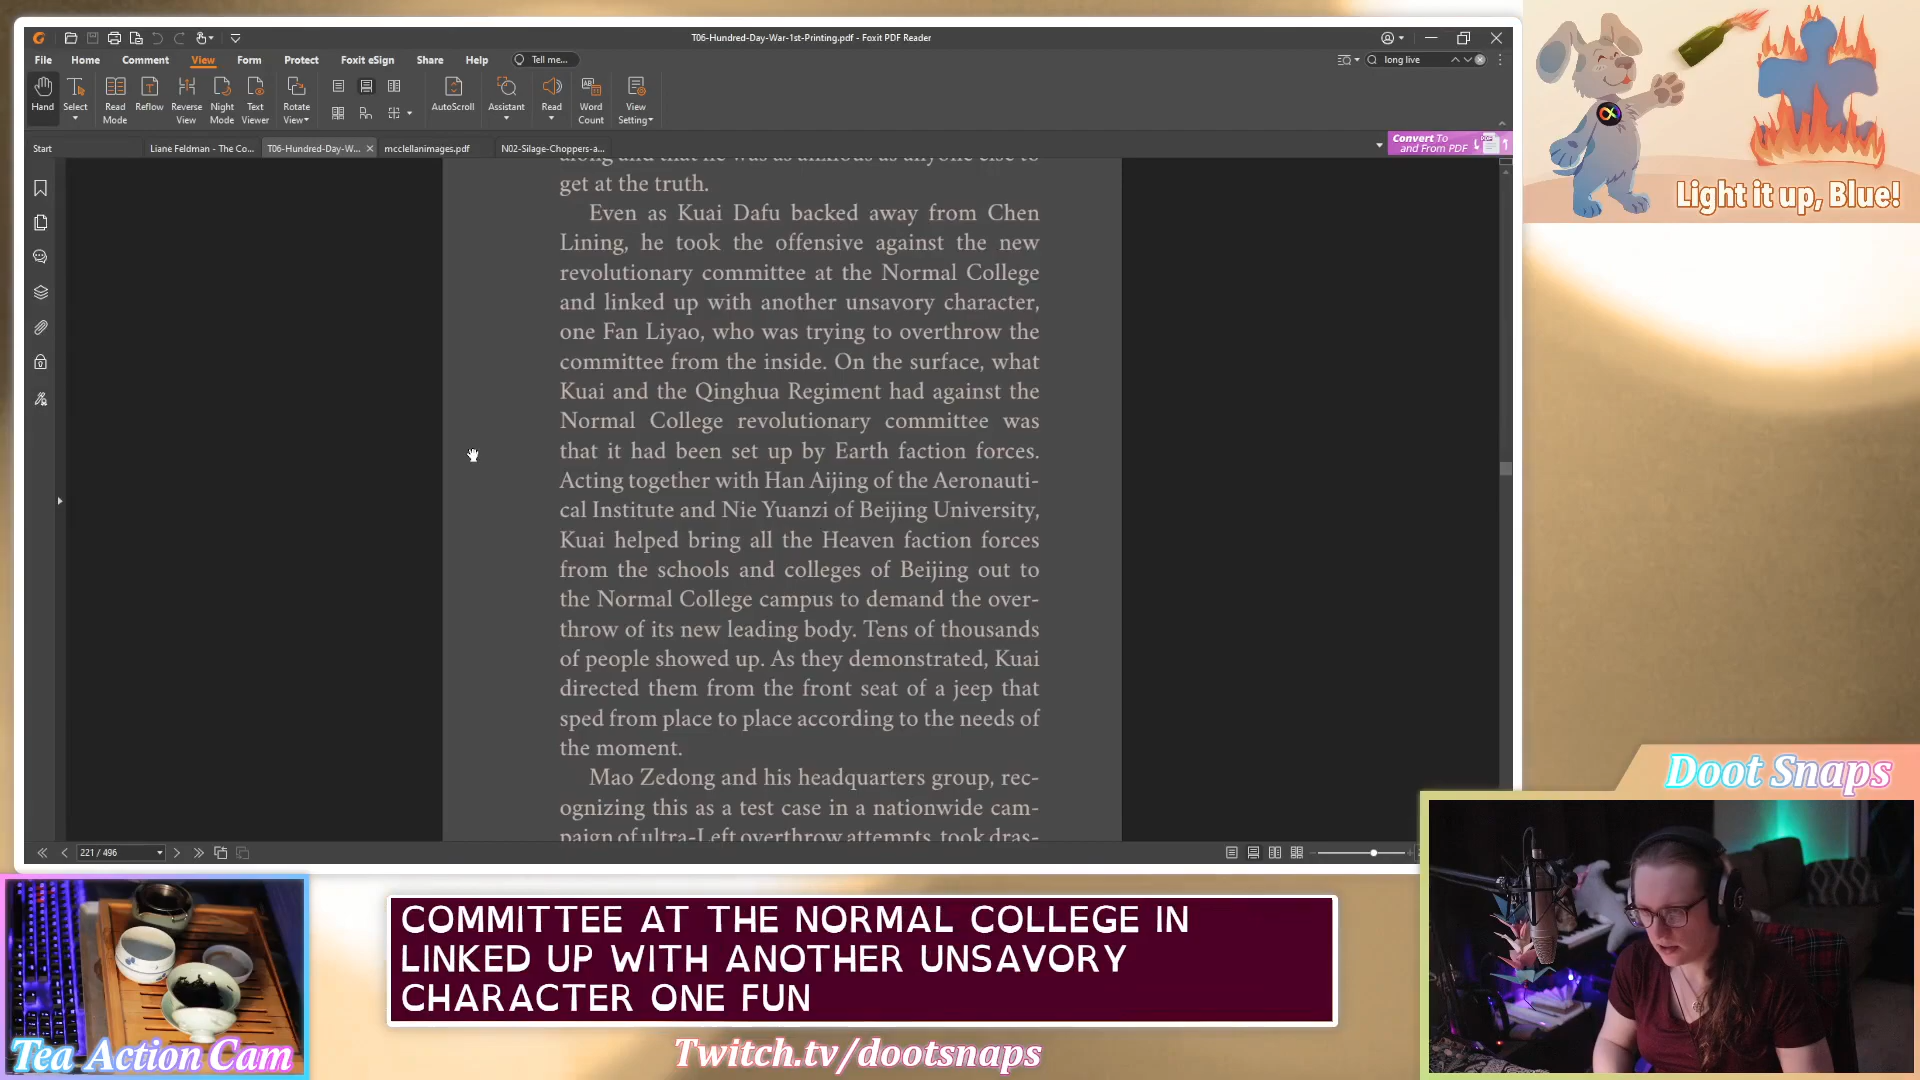 T06-Hundred-Day-War-1st-Printing.pdf - Foxit PDF Reader
File Home Comment View Form Protect Foxit eSign Share Help Tell me...
long live
Hand Select Read Mode Reflow Reverse View Night Mode Text Viewer Rotate View AutoScroll Assistant Read Word Count View Setting
Start Liane Feldman - The Co... T06-Hundred-Day-W... mcclellanimages.pdf N02-Silage-Choppers-a...
Convert To and From PDF
get at the truth.
Even as Kuai Dafu backed away from Chen
Lining, he took the offensive against the new
revolutionary committee at the Normal College
and linked up with another unsavory character,
one Fan Liyao, who was trying to overthrow the
committee from the inside. On the surface, what
Kuai and the Qinghua Regiment had against the
Normal College revolutionary committee was
that it had been set up by Earth faction forces.
Acting together with Han Aijing of the Aeronauti-
cal Institute and Nie Yuanzi of Beijing University,
Kuai helped bring all the Heaven faction forces
from the schools and colleges of Beijing out to
the Normal College campus to demand the over-
throw of its new leading body. Tens of thousands
of people showed up. As they demonstrated, Kuai
directed them from the front seat of a jeep that
sped from place to place according to the needs of
the moment.
Mao Zedong and his headquarters group, rec-
ognizing this as a test case in a nationwide cam-
paign of ultra-Left overthrow attempts, took dras-
221 / 496
Light it up, Blue!
Doot Snaps
COMMITTEE AT THE NORMAL COLLEGE IN
LINKED UP WITH ANOTHER UNSAVORY
CHARACTER ONE FUN
Tea Action Cam
Twitch.tv/dootsnaps